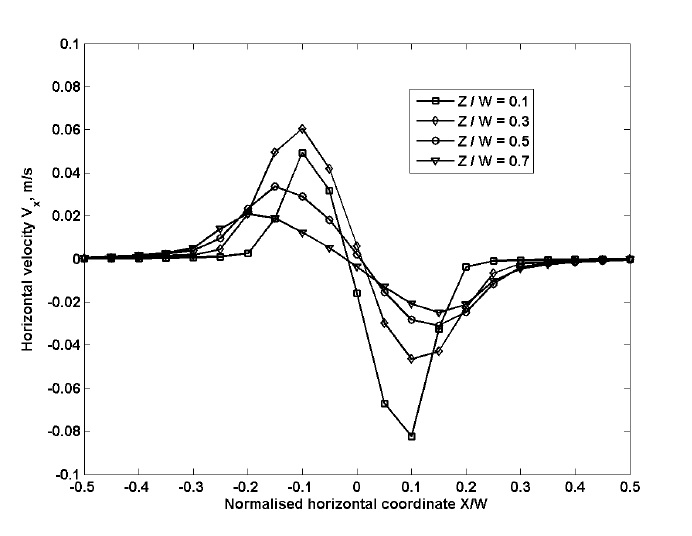 0.1
0.08
0.06
0.04
0.02
0
-0.02
-0.04
-0.06
-0.08
-0.1
Horizontal velocity Vx, m/s
Z / W = 0.1
Z / W = 0.3
Z / W = 0.5
Z / W = 0.7
-0.5 -0.4 -0.3 -0.2 -0.1 0 0.1 0.2 0.3 0.4 0.5
Normalised horizontal coordinate X/W